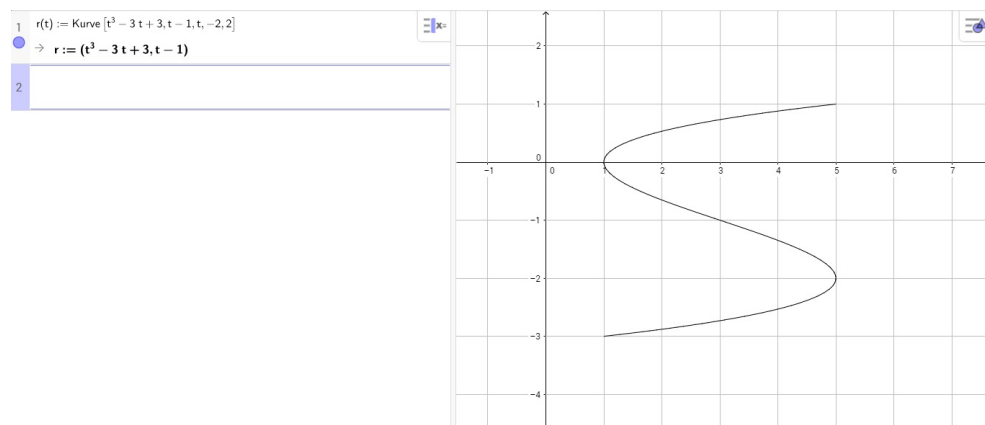 1
r(t) := Kurve [t³ − 3 t + 3, t − 1, t, −2, 2]
→ r := (t³ − 3 t + 3, t − 1)
2
x=
2
1
0
−1 0 1 2 3 4 5 6 7
−1
−2
−3
−4